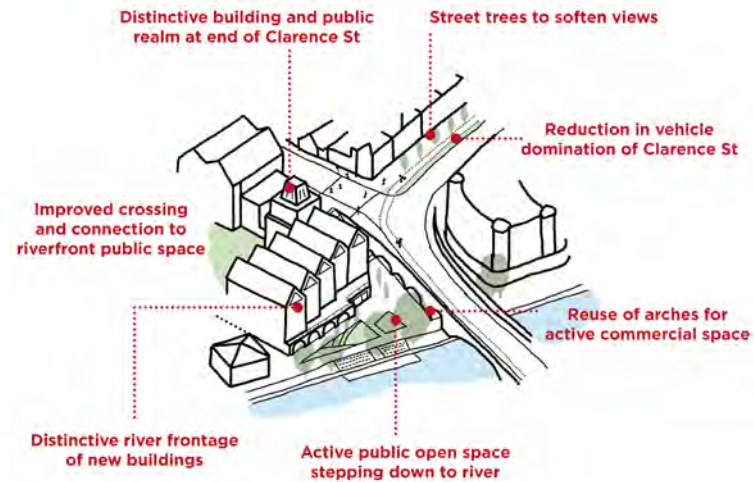 Distinctive building and public
realm at end of Clarence St
Street trees to soften views
Reduction in vehicle
domination of Clarence St
Improved crossing
and connection to
riverfront public space
Reuse of arches for
active commercial space
Distinctive river frontage
of new buildings
Active public open space
stepping down to river